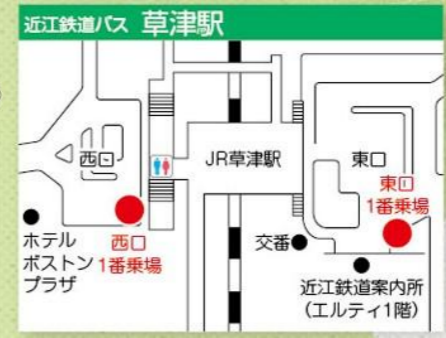 近江鉄道バス 草津駅
西口
JR草津駅
東口
東口
1番乗場
ホテル
ボストン
プラザ
西口
1番乗場
交番
近江鉄道案内所
(エルティ1階)